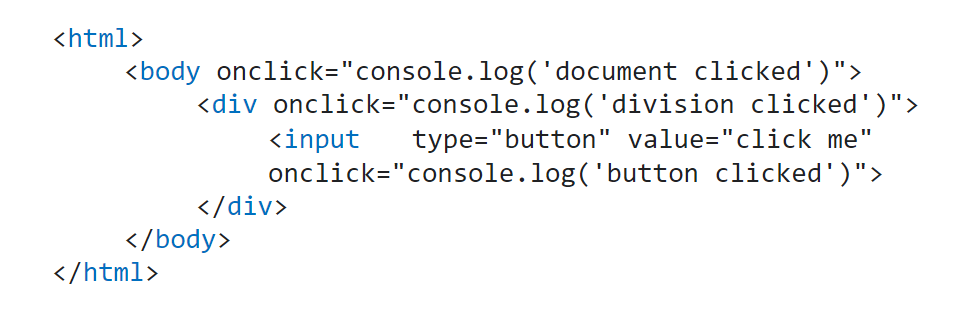 <html>
<body onclick="console.log('document clicked')">
<div onclick="console.log('division clicked')">
<input type="button" value="click me"
onclick="console.log('button clicked')">
</div>
</body>
</html>